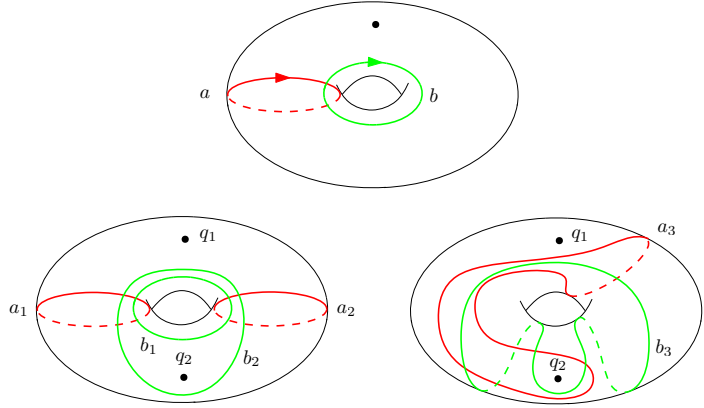 a
b
q₁
q₁
a₃
a₁
a₂
b₁
b₂
b₃
q₂
q₂